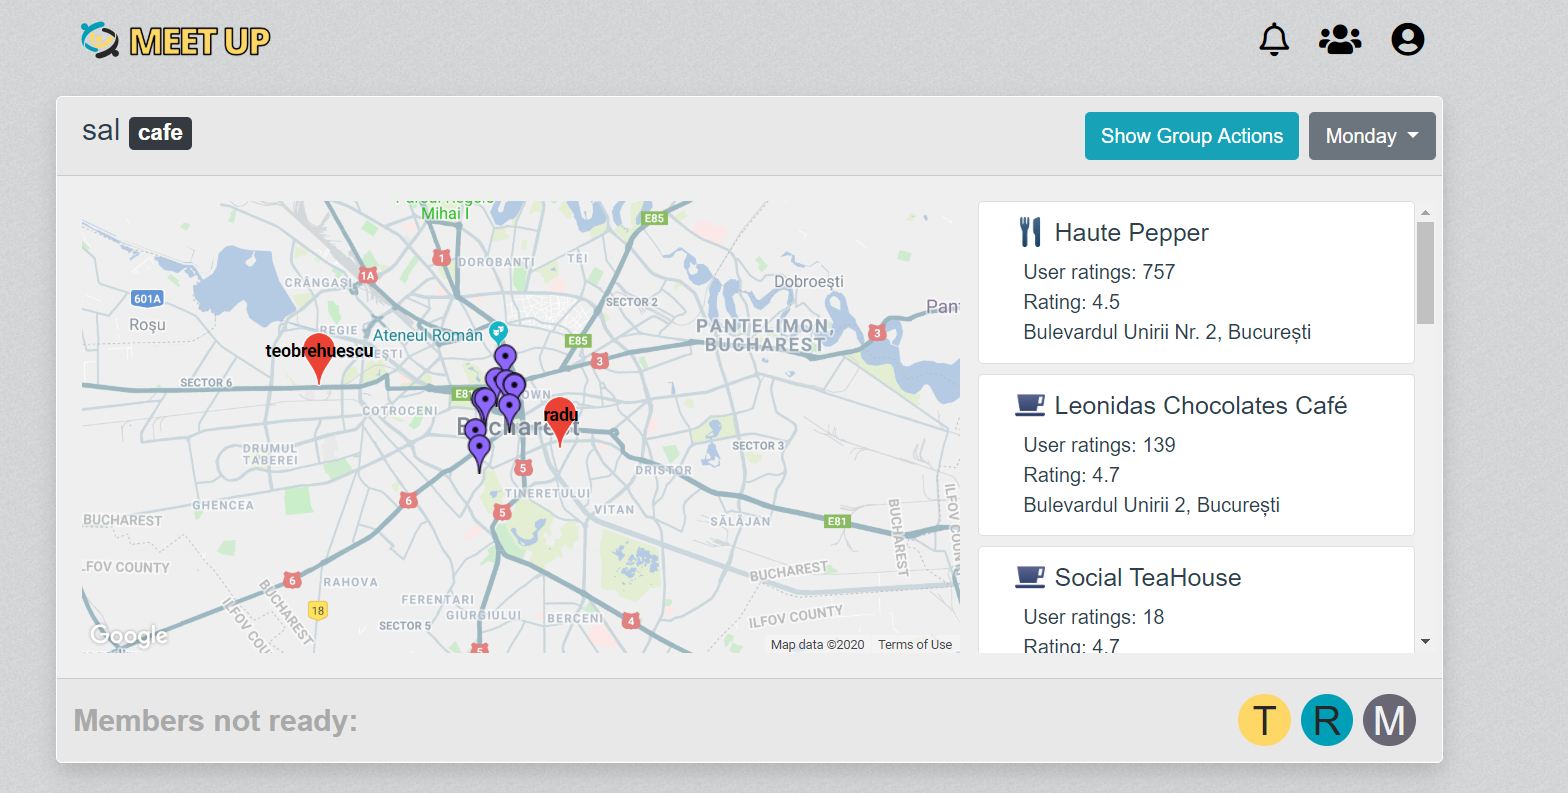 MEET UP
sal cafe
Show Group Actions
Monday
Mihai I
E85
1
DOROBANȚI
TEI
1A
CRÂNGAȘI
Dobroești
601A
SECTOR 2
Roșu
REGIE
Ateneul Român
PANTELIMON,
BUCHAREST
3
E85
teobrehuescu
3
SECTOR 6
COTROCENI
radu
Bucharest
DRUMUL
TABEREI
SECTOR 3
5
DRISTOR
6
TINERETULUI
GHENCEA
5
VITAN
BUCHAREST
SĂLĂJAN
E81
BUCHAREST
ILFOV COUNTY
BUCHAREST
6
RAHOVA
BUCHAREST
18
FERENTARI
GIURGIULUI
BERCENI
4
ILFOV COUNTY
ILFOV COUNTY
SECTOR 5
5
Google
Map data ©2020 Terms of Use
Haute Pepper
User ratings: 757
Rating: 4.5
Bulevardul Unirii Nr. 2, București
Leonidas Chocolates Café
User ratings: 139
Rating: 4.7
Bulevardul Unirii 2, București
Social TeaHouse
User ratings: 18
Rating: 4.7
Members not ready:
T R M